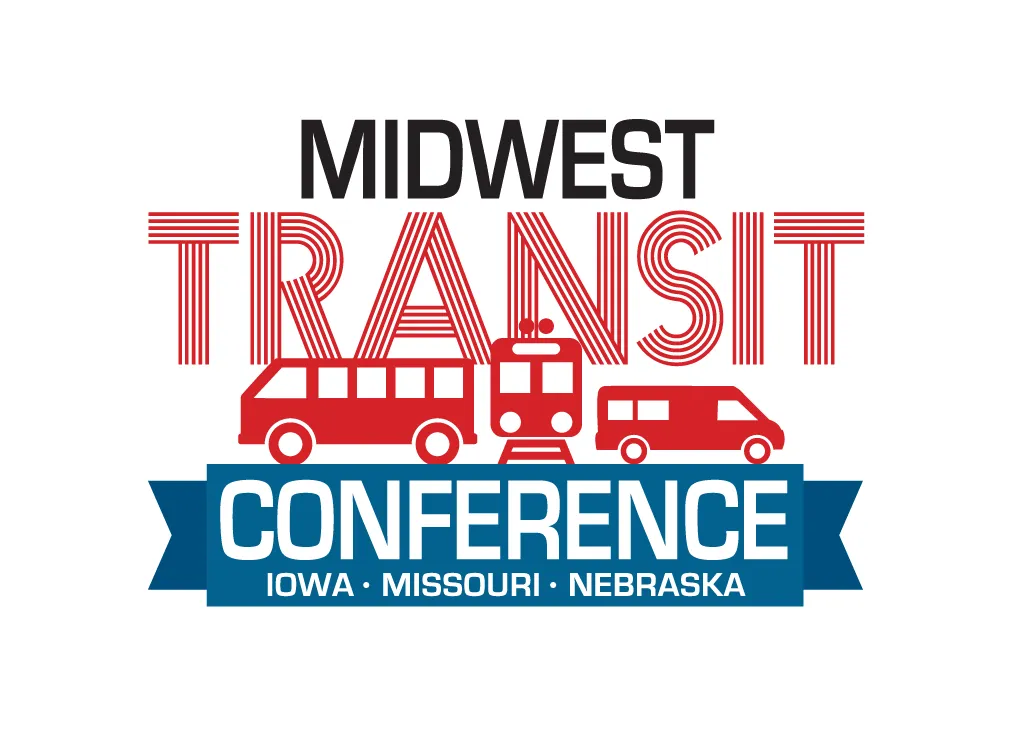 MIDWEST
TRANSIT
CONFERENCE
IOWA · MISSOURI · NEBRASKA